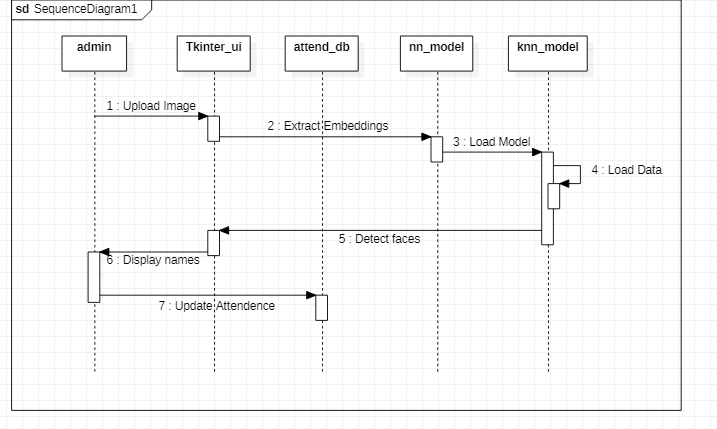 sd SequenceDiagram1
admin
Tkinter_ui
attend_db
nn_model
knn_model
1 : Upload Image
2 : Extract Embeddings
3 : Load Model
4 : Load Data
5 : Detect faces
6 : Display names
7 : Update Attendence